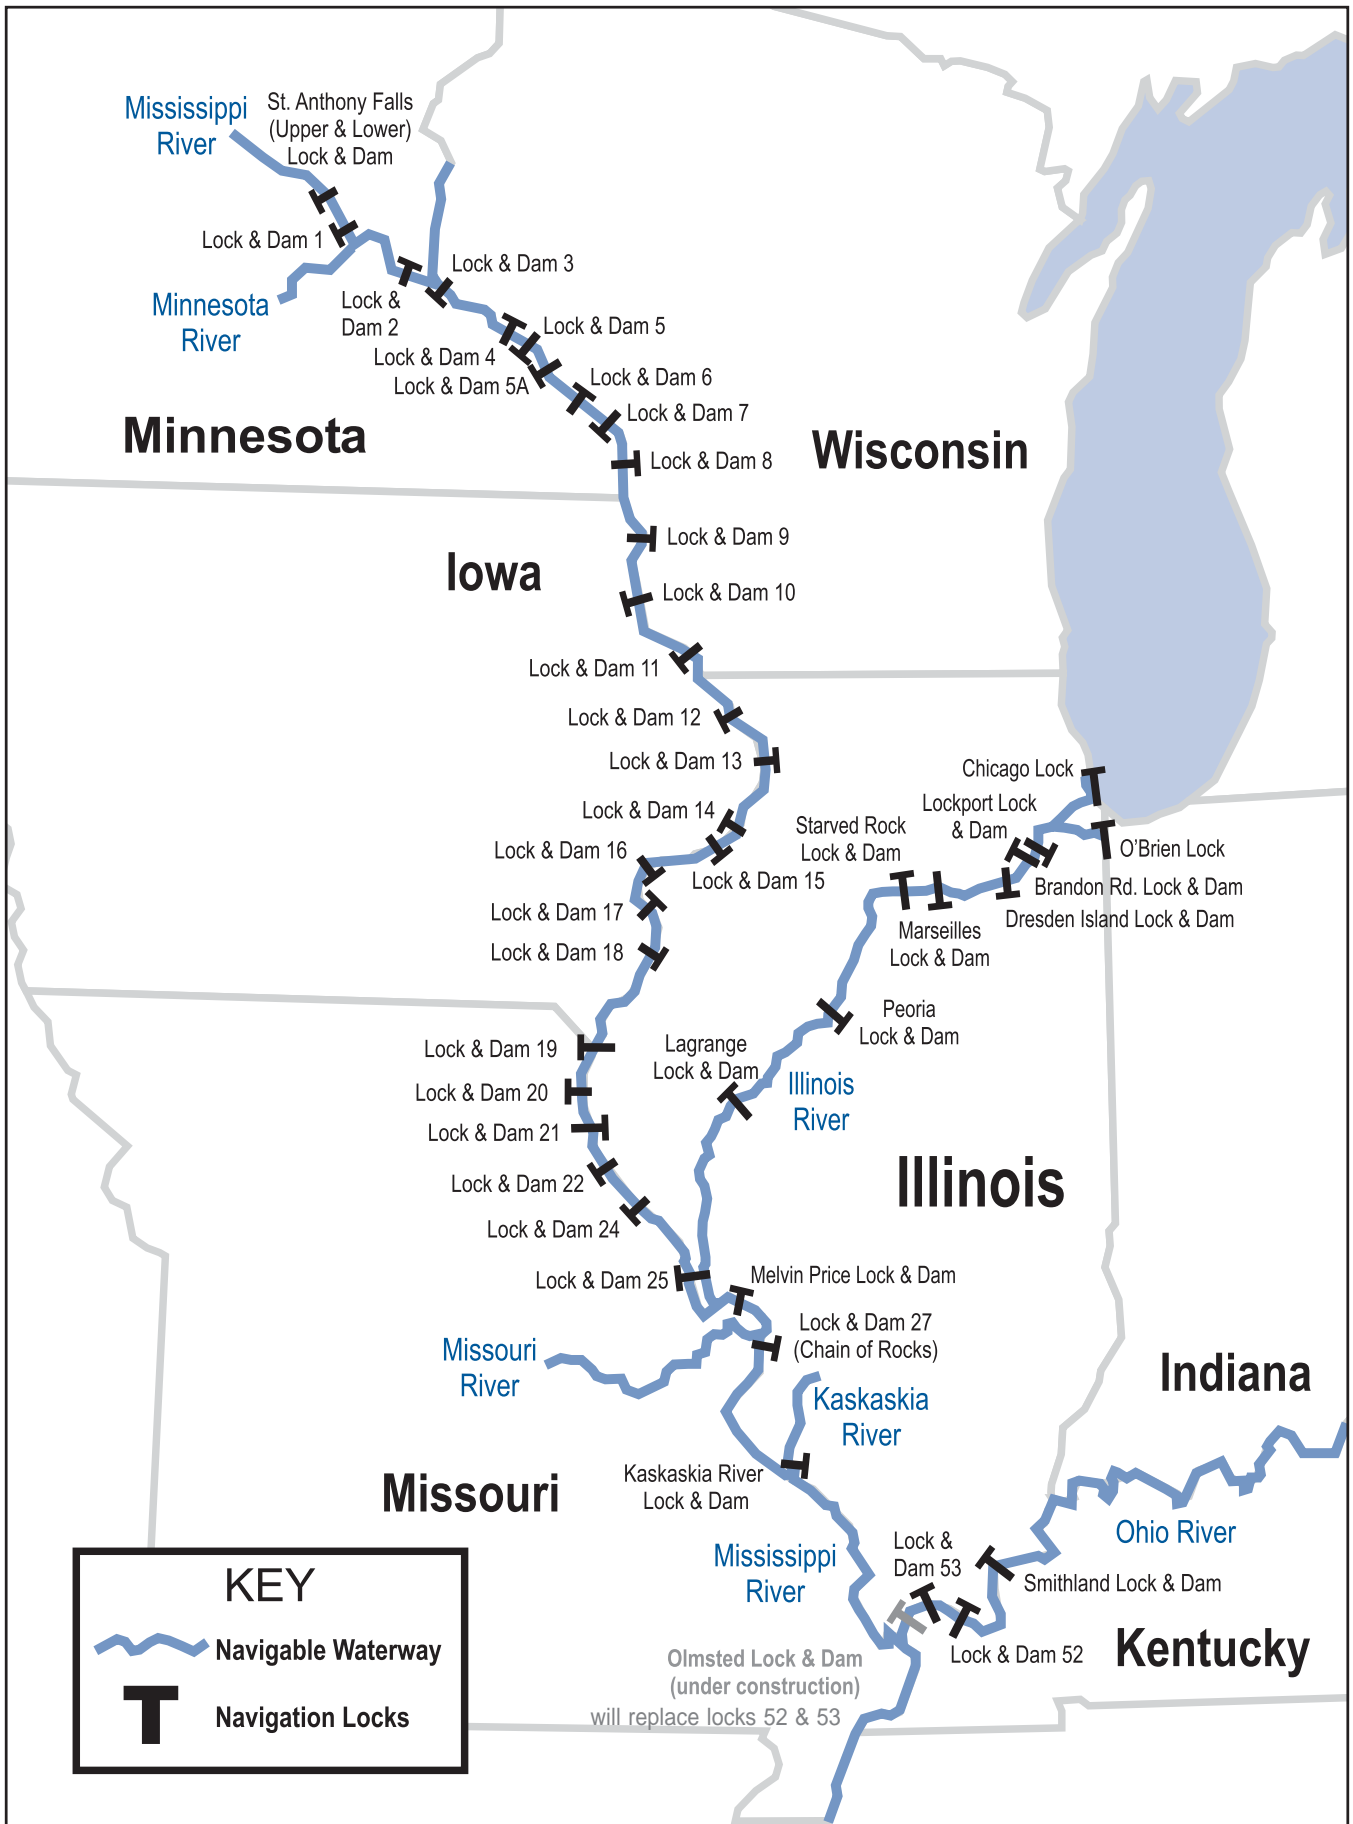 Mississippi
River
St. Anthony Falls
(Upper & Lower)
Lock & Dam
Lock & Dam 1
Minnesota
River
Lock &
Dam 2
Lock & Dam 3
Lock & Dam 4
Lock & Dam 5
Lock & Dam 5A
Lock & Dam 6
Lock & Dam 7
Minnesota
Wisconsin
Lock & Dam 8
Lock & Dam 9
Iowa
Lock & Dam 10
Lock & Dam 11
Lock & Dam 12
Lock & Dam 13
Chicago Lock
Lockport Lock
& Dam
Lock & Dam 14
Starved Rock
Lock & Dam
O'Brien Lock
Lock & Dam 16
Lock & Dam 15
Brandon Rd. Lock & Dam
Dresden Island Lock & Dam
Lock & Dam 17
Marseilles
Lock & Dam
Lock & Dam 18
Peoria
Lock & Dam
Lock & Dam 19
Lagrange
Lock & Dam
Illinois
River
Lock & Dam 20
Lock & Dam 21
Lock & Dam 22
Illinois
Lock & Dam 24
Lock & Dam 25
Melvin Price Lock & Dam
Lock & Dam 27
(Chain of Rocks)
Missouri
River
Indiana
Kaskaskia
River
Kaskaskia River
Lock & Dam
Missouri
Ohio River
Mississippi
River
Lock &
Dam 53
Smithland Lock & Dam
Lock & Dam 52
Kentucky
Olmsted Lock & Dam
(under construction)
will replace locks 52 & 53
KEY
Navigable Waterway
Navigation Locks